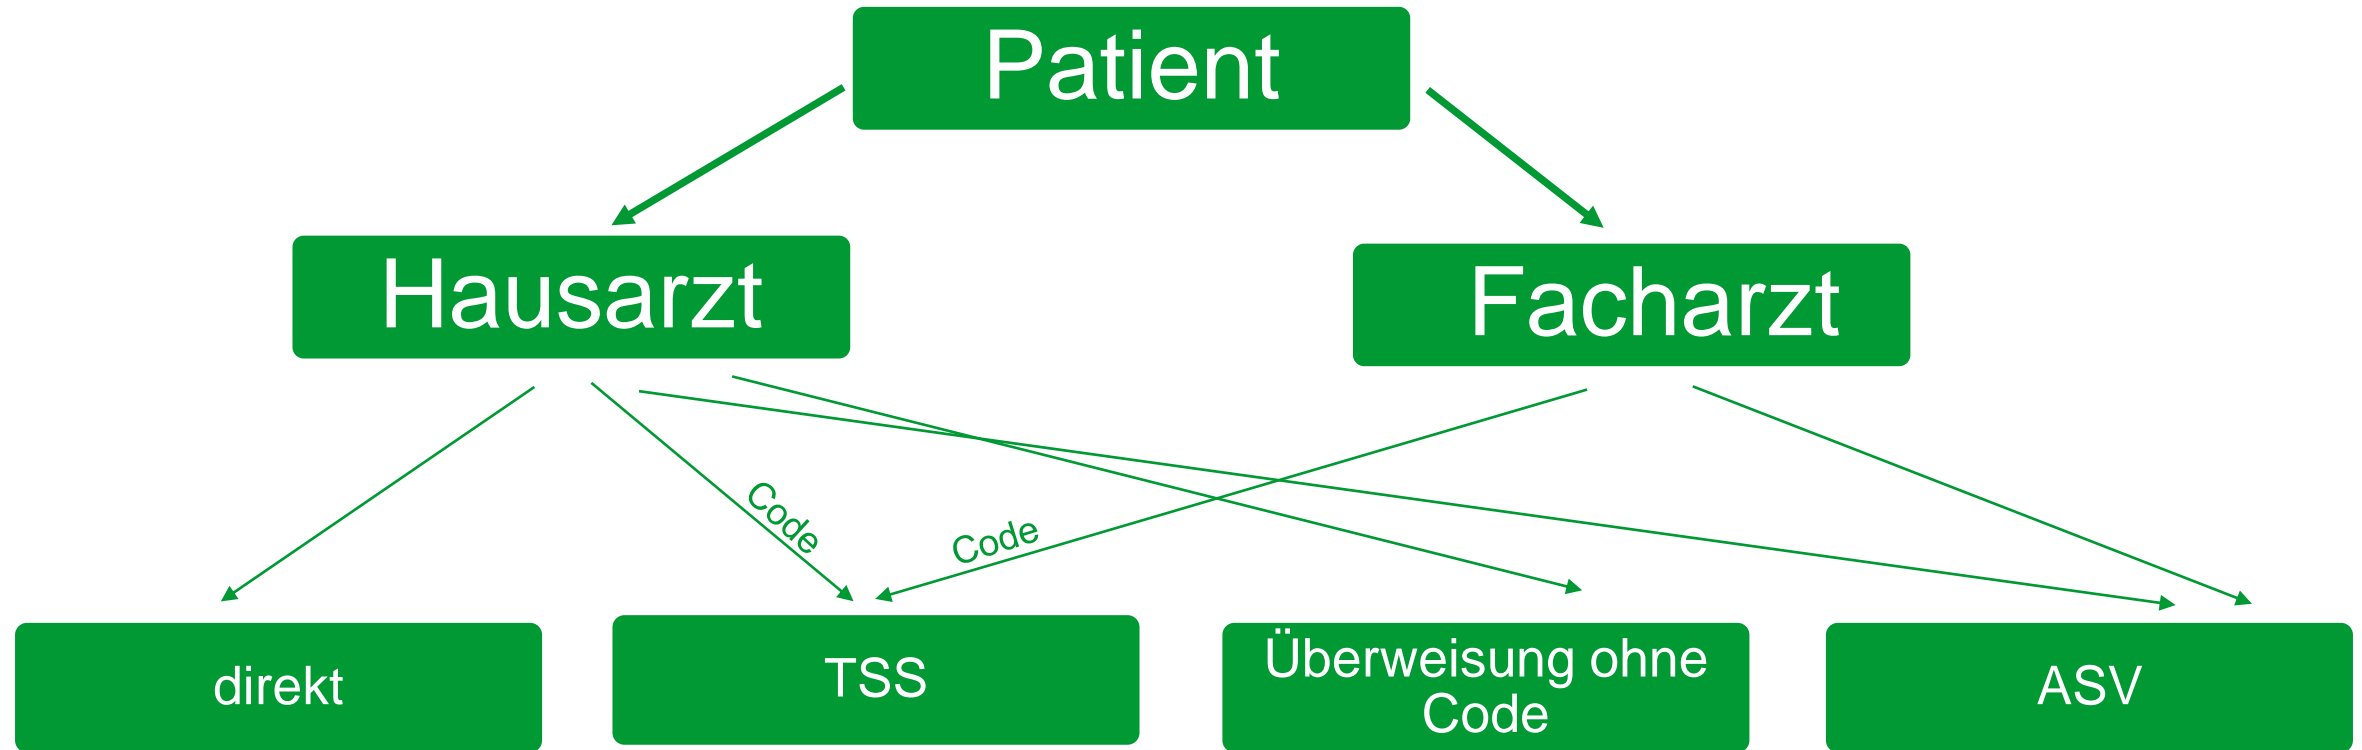 Patient
Hausarzt
Facharzt
Code
Code
direkt
TSS
Überweisung ohne
Code
ASV